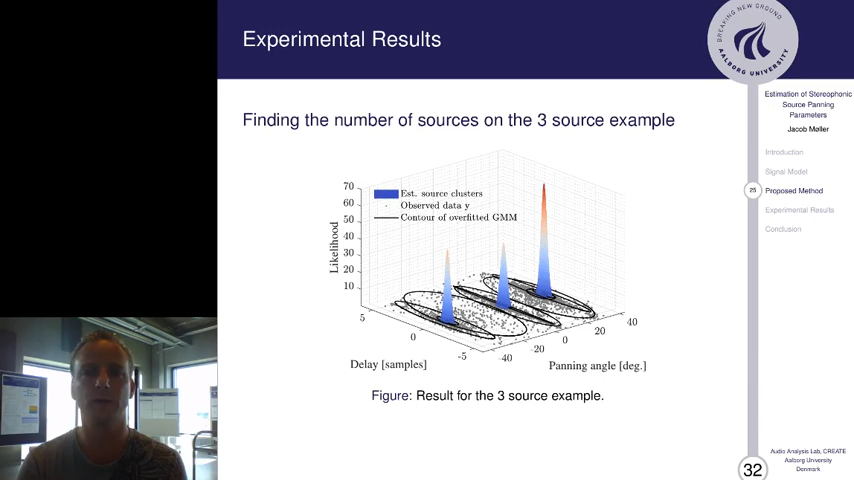 Experimental Results
BREAKING NEW GROUND
AALBORG UNIVERSITY
Estimation of Stereophonic
Source Panning
Parameters
Jacob Møller
Introduction
Signal Model
25
Proposed Method
Experimental Results
Conclusion
Finding the number of sources on the 3 source example
Est. source clusters
Observed data y
Contour of overfitted GMM
Likelihood
70
60
50
40
30
20
10
5
0
-5
Delay [samples]
-40
-20
0
20
40
Panning angle [deg.]
Figure: Result for the 3 source example.
Audio Analysis Lab, CREATE
Aalborg University
Denmark
32